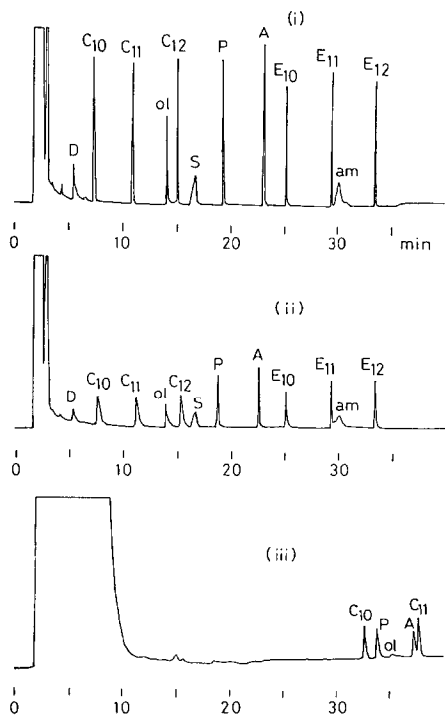 (i)
D C10 C11 ol C12 S P A E10 E11 am E12
0 10 20 30 min
(ii)
D C10 C11 ol C12 S P A E10 E11 am E12
0 10 20 30
(iii)
C10 P ol A C11
0 10 20 30